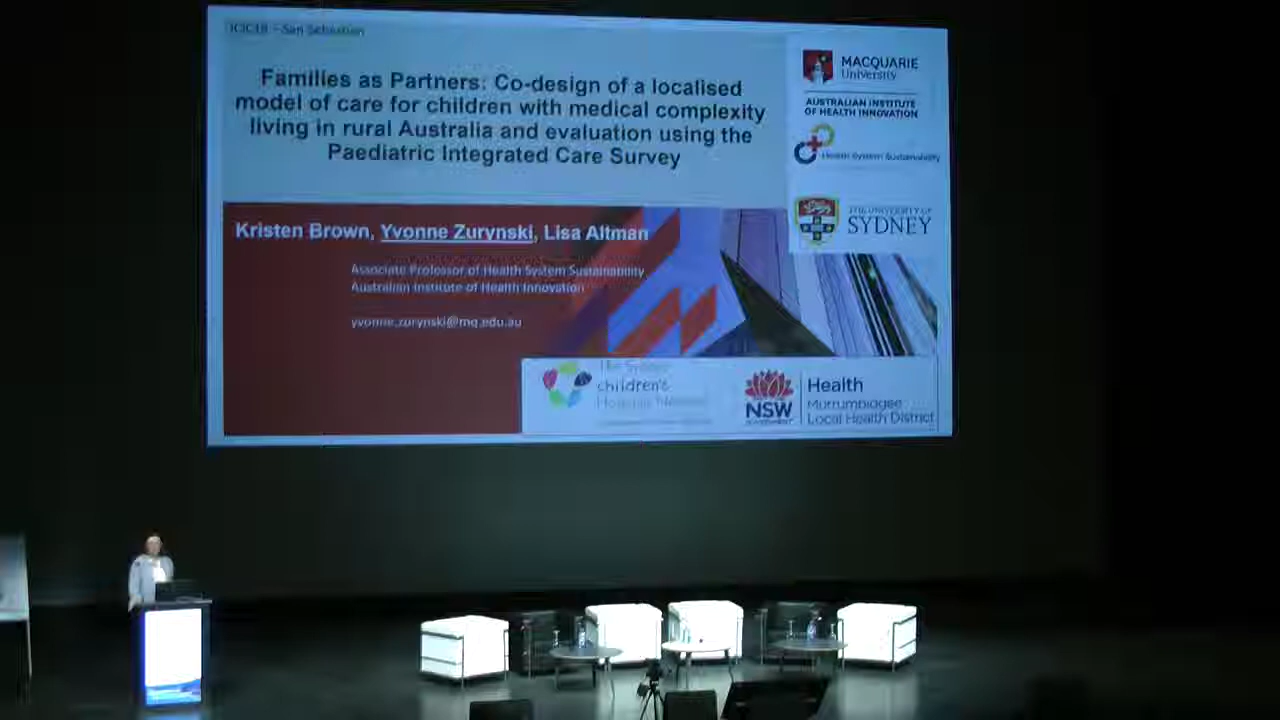 ICIC19 – San Sebastian
Families as Partners: Co-design of a localised
model of care for children with medical complexity
living in rural Australia and evaluation using the
Paediatric Integrated Care Survey
MACQUARIE
University
AUSTRALIAN INSTITUTE
OF HEALTH INNOVATION
Health System Sustainability
THE UNIVERSITY OF
SYDNEY
Kristen Brown, Yvonne Zurynski, Lisa Altman
Associate Professor of Health System Sustainability
Australian Institute of Health Innovation
yvonne.zurynski@mq.edu.au
The Sydney
children's
Hospitals Network
NSW
GOVERNMENT
Health
Murrumbidgee
Local Health District